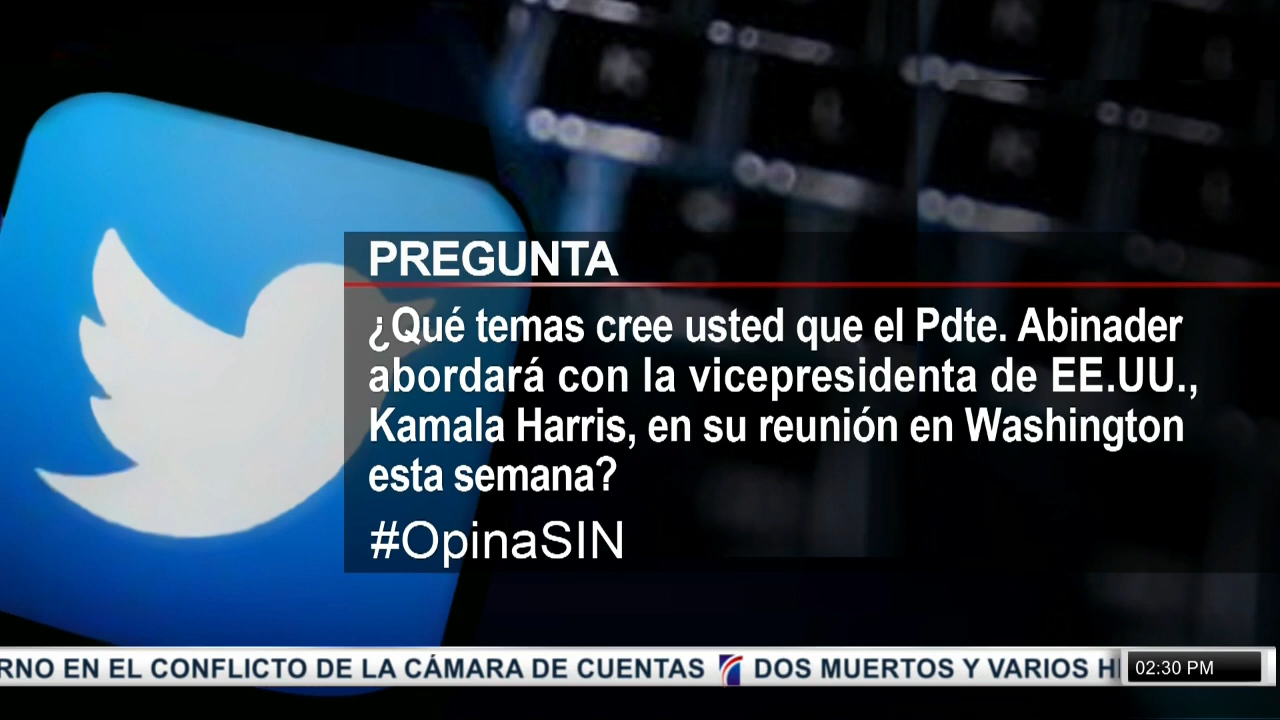 PREGUNTA
¿Qué temas cree usted que el Pdte. Abinader
abordará con la vicepresidenta de EE.UU.,
Kamala Harris, en su reunión en Washington
esta semana?
#OpinaSIN
RNO EN EL CONFLICTO DE LA CÁMARA DE CUENTAS DOS MUERTOS Y VARIOS H
02:30 PM